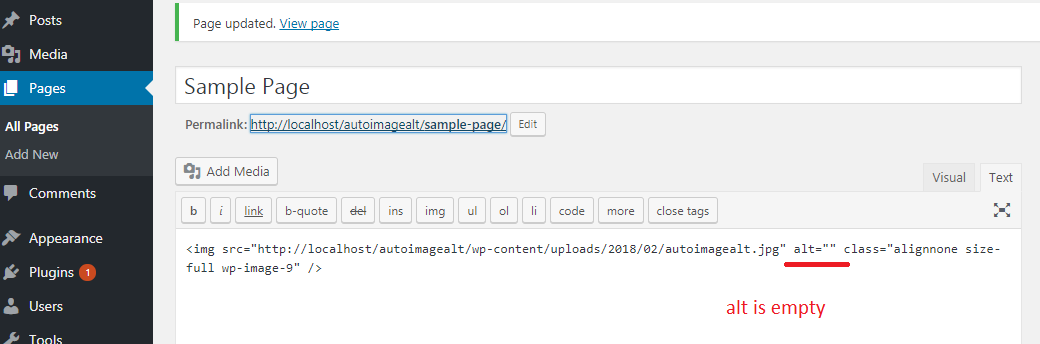 Posts
Media
Pages
All Pages
Add New
Comments
Appearance
Plugins 1
Users
Tools
Page updated. View page
Sample Page
Permalink: http://localhost/autoimagealt/sample-page/ Edit
Add Media
Visual Text
b i link b-quote del ins img ul ol li code more close tags
<img src="http://localhost/autoimagealt/wp-content/uploads/2018/02/autoimagealt.jpg" alt="" class="alignnone size-
full wp-image-9" />
alt is empty